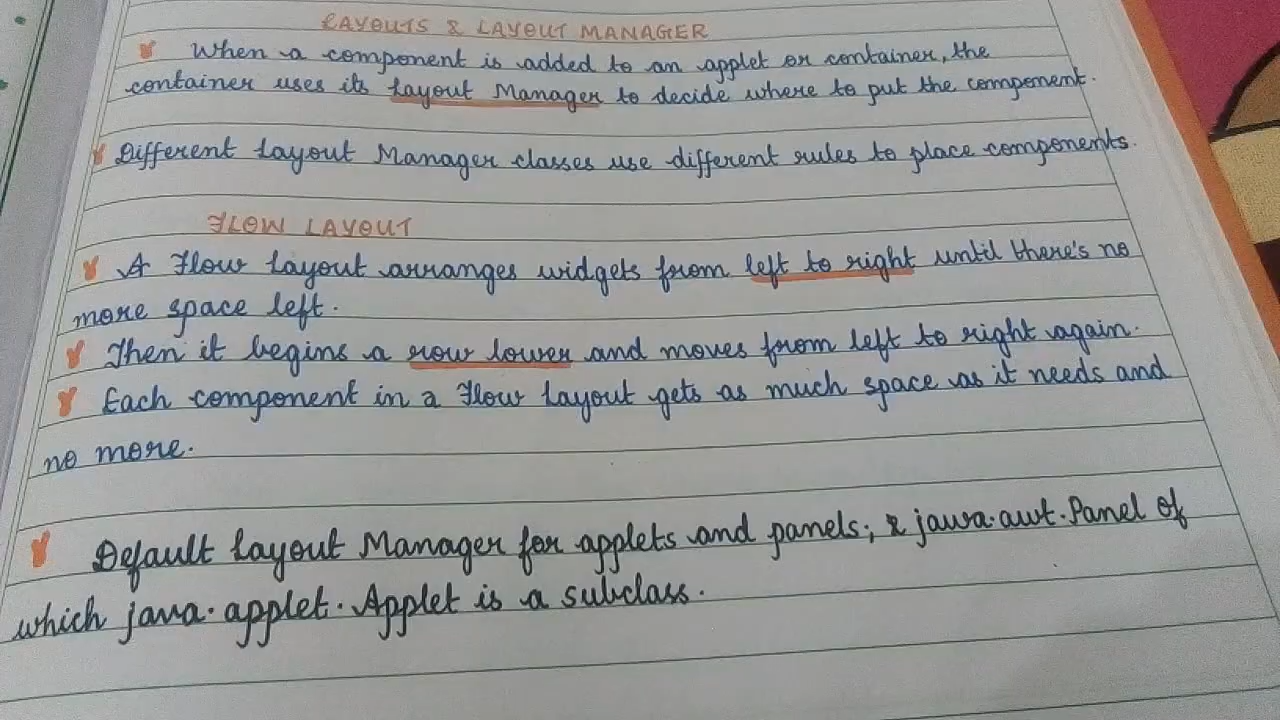 LAYOUTS & LAYOUT MANAGER
When a component is added to an applet or container, the
container uses its Layout Manager to decide where to put the component.
Different Layout Manager classes use different rules to place components.
FLOW LAYOUT
A Flow Layout arranges widgets from left to right until there's no
more space left.
Then it begins a row lower and moves from left to right again.
Each component in a Flow Layout gets as much space as it needs and
no more.
Default Layout Manager for applets and panels; & java.awt.Panel of
which java.applet.Applet is a subclass.